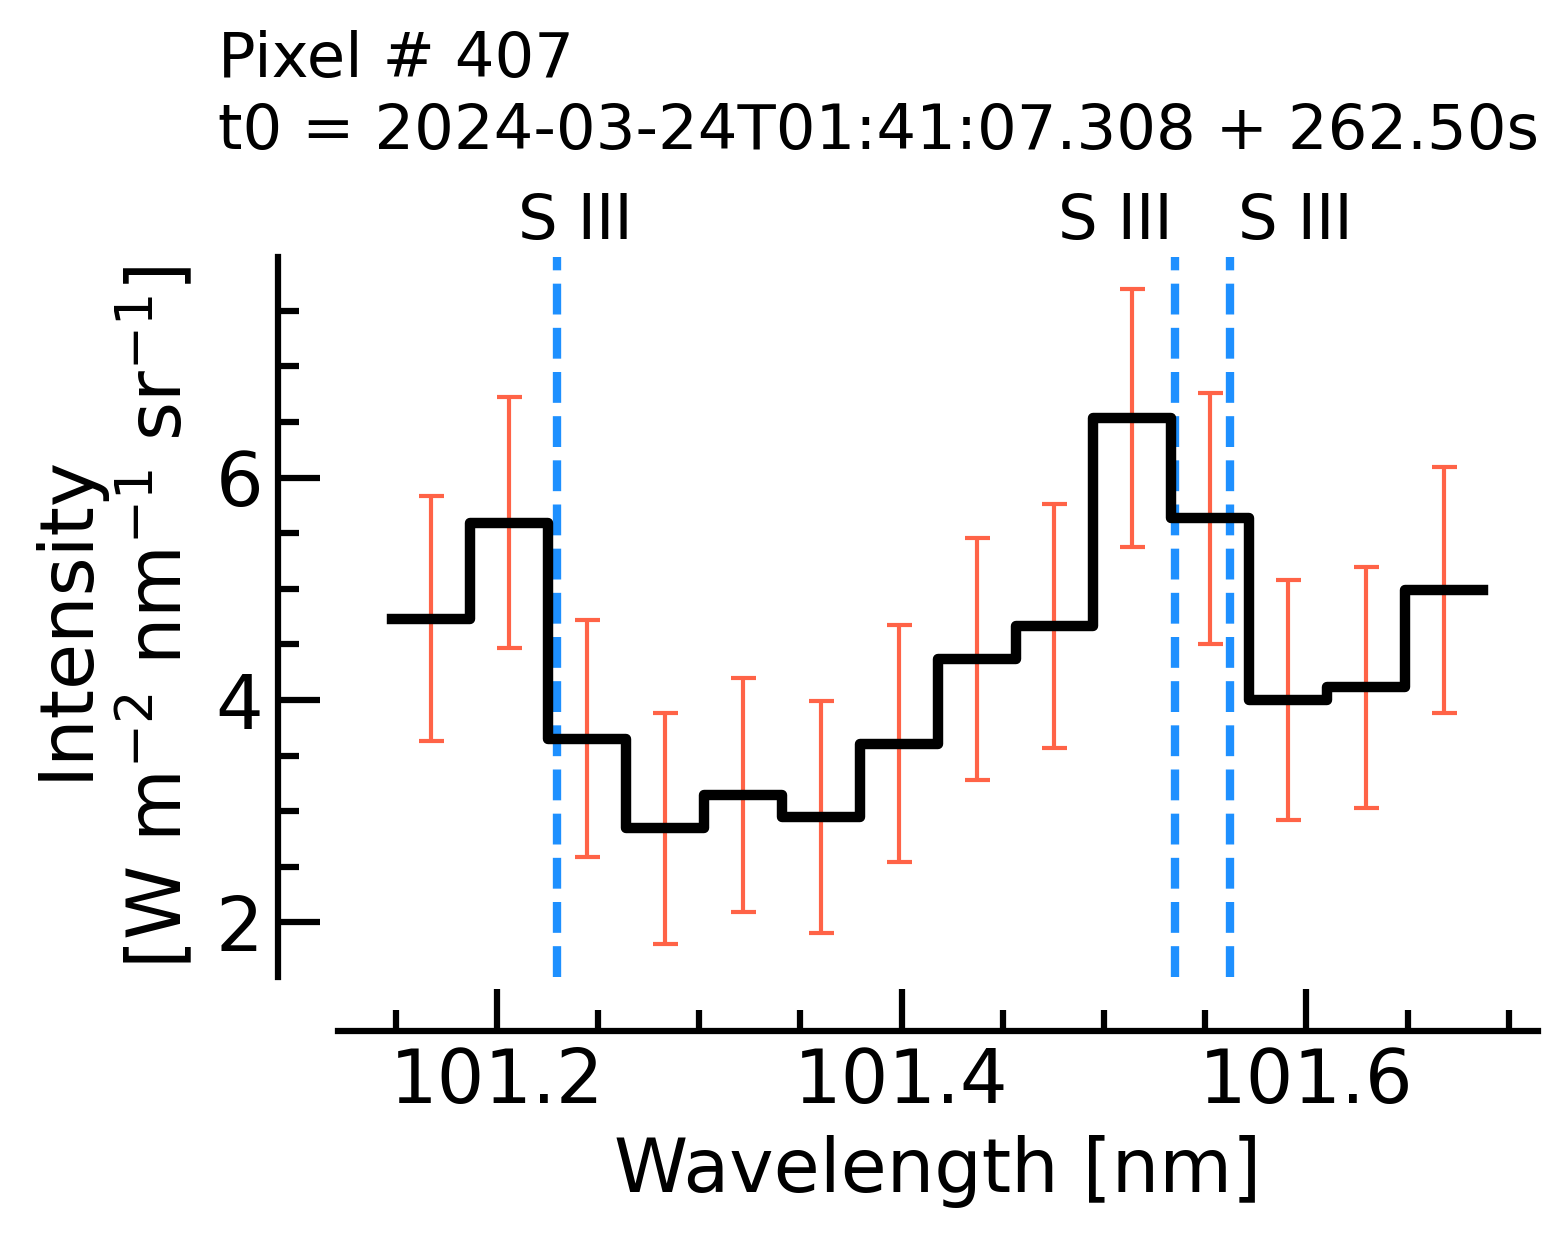 Pixel # 407
t0 = 2024-03-24T01:41:07.308 + 262.50s
S III S III S III
Intensity
[W m⁻² nm⁻¹ sr⁻¹]
6
4
2
101.2 101.4 101.6
Wavelength [nm]